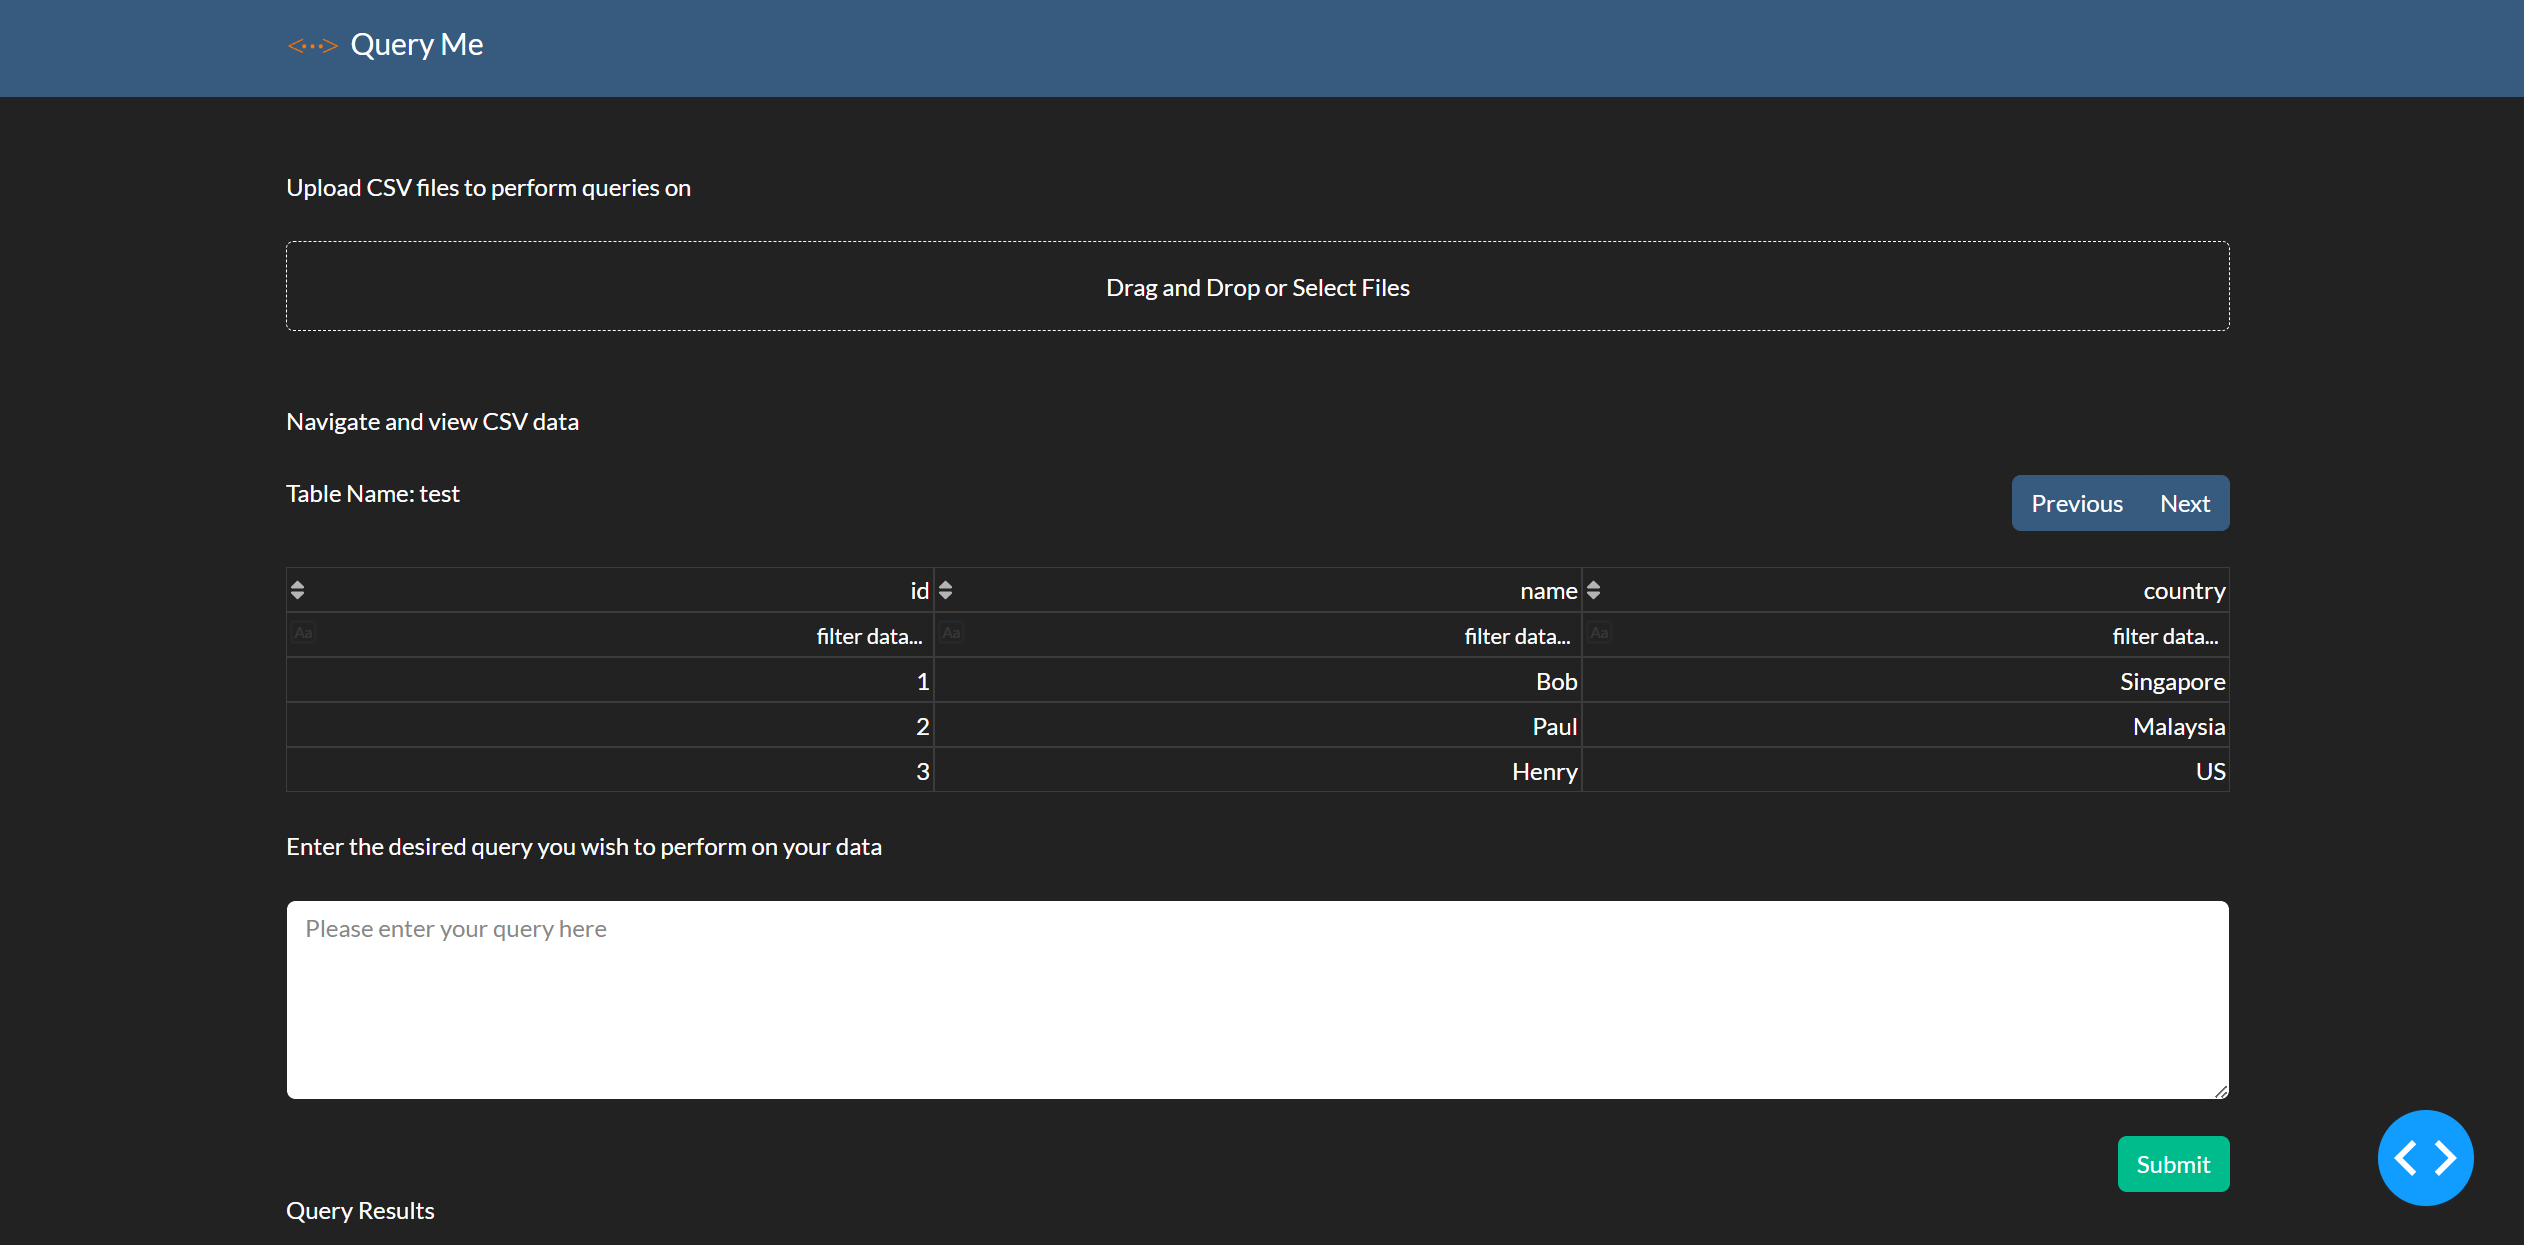 <···> Query Me
Upload CSV files to perform queries on
Drag and Drop or Select Files
Navigate and view CSV data
Table Name: test
Previous Next
id name country
Aa filter data... Aa filter data... Aa filter data...
1 Bob Singapore
2 Paul Malaysia
3 Henry US
Enter the desired query you wish to perform on your data
Please enter your query here
Submit
Query Results